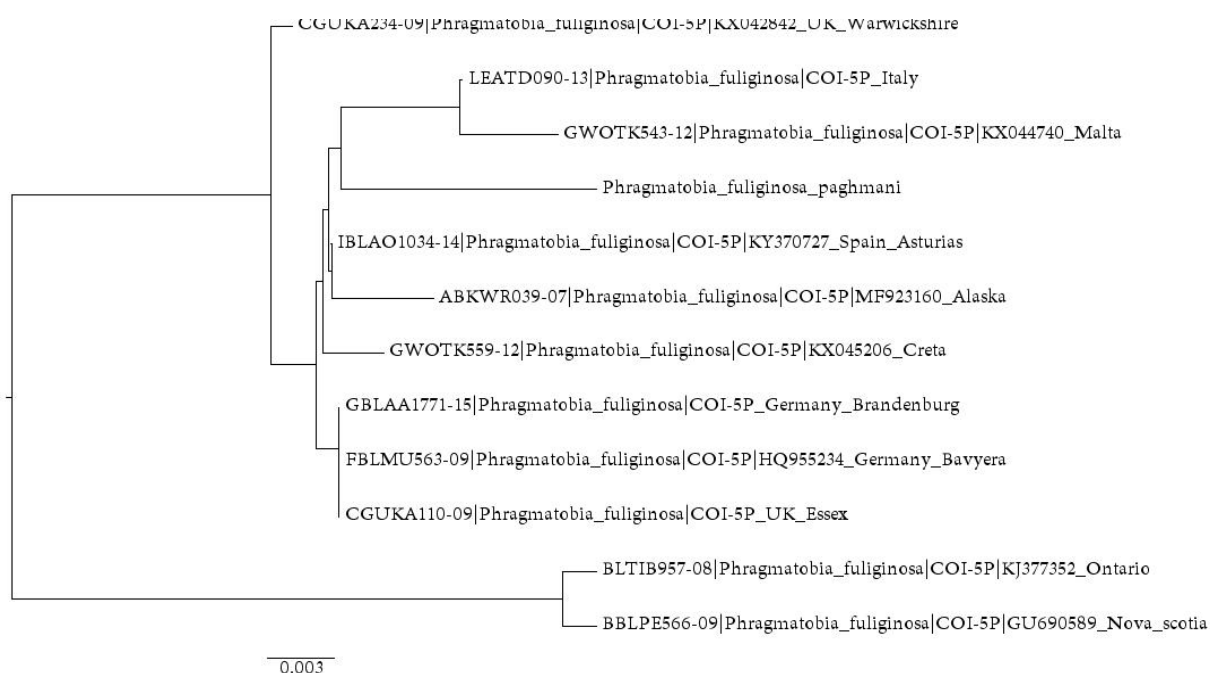 CGUKA234-09|Phragmatobia_fuliginosa|COI-5P|KX042842_UK_Warwickshire
LEATD090-13|Phragmatobia_fuliginosa|COI-5P_Italy
GWOTK543-12|Phragmatobia_fuliginosa|COI-5P|KX044740_Malta
Phragmatobia_fuliginosa_paghmani
IBLAO1034-14|Phragmatobia_fuliginosa|COI-5P|KY370727_Spain_Asturias
ABKWR039-07|Phragmatobia_fuliginosa|COI-5P|MF923160_Alaska
GWOTK559-12|Phragmatobia_fuliginosa|COI-5P|KX045206_Creta
GBLAA1771-15|Phragmatobia_fuliginosa|COI-5P_Germany_Brandenburg
FBLMU563-09|Phragmatobia_fuliginosa|COI-5P|HQ955234_Germany_Bavyera
CGUKA110-09|Phragmatobia_fuliginosa|COI-5P_UK_Essex
BLTIB957-08|Phragmatobia_fuliginosa|COI-5P|KJ377352_Ontario
BBLPE566-09|Phragmatobia_fuliginosa|COI-5P|GU690589_Nova_scotia
0.003